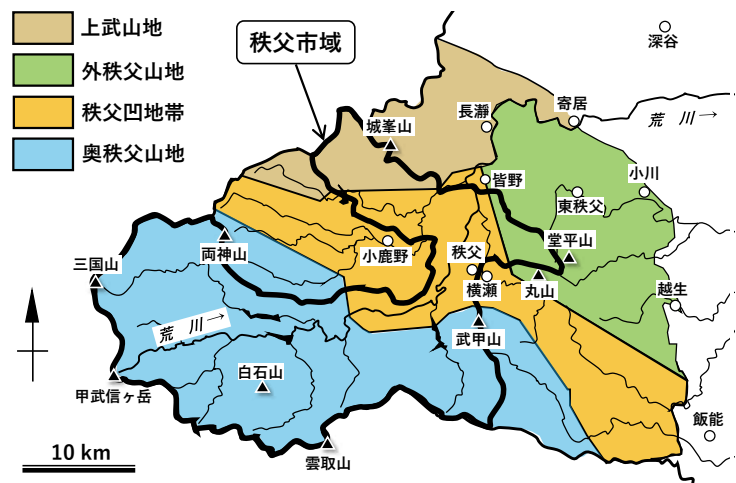 上武山地
外秩父山地
秩父凹地帯
奥秩父山地
秩父市域
深谷
城峯山
長瀞
寄居
荒 川→
皆野
小川
東秩父
堂平山
両神山
小鹿野
秩父
横瀬
丸山
三国山
越生
荒 川→
武甲山
白石山
甲武信ヶ岳
飯能
雲取山
10 km